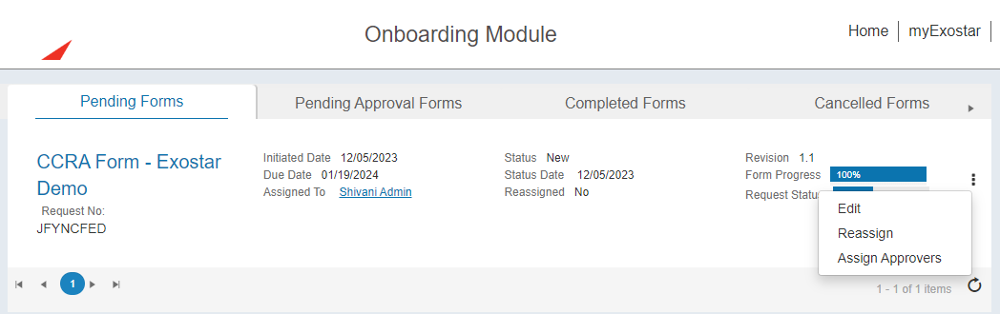 Onboarding Module
Home myExostar
Pending Forms Pending Approval Forms Completed Forms Cancelled Forms
CCRA Form - Exostar
Demo
Request No:
JFYNCFED
Initiated Date 12/05/2023
Due Date 01/19/2024
Assigned To Shivani Admin
Status New
Status Date 12/05/2023
Reassigned No
Revision 1.1
Form Progress 100%
Request Status
Edit
Reassign
Assign Approvers
1
1 - 1 of 1 items